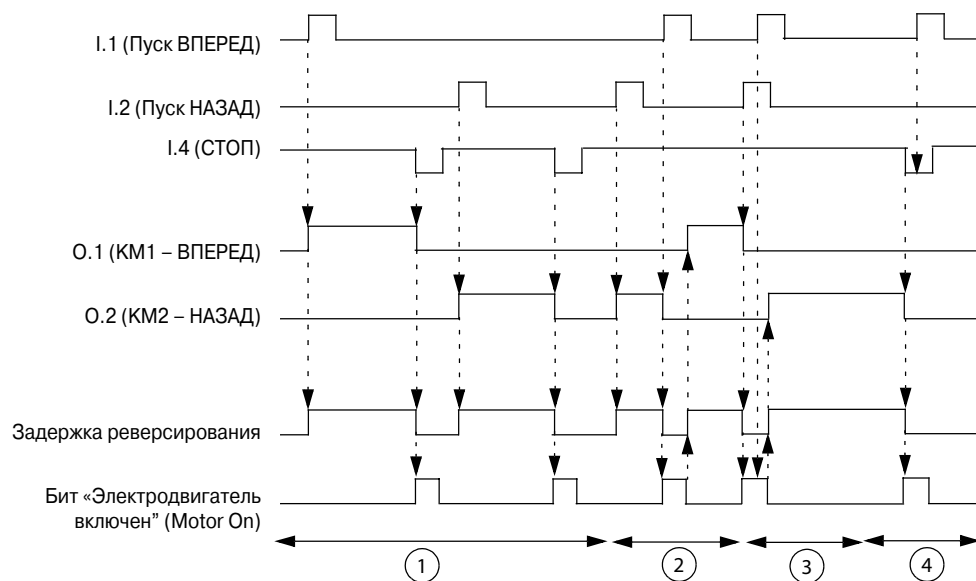 I.1 (Пуск ВПЕРЕД)
I.2 (Пуск НАЗАД)
I.4 (СТОП)
O.1 (KM1 – ВПЕРЕД)
O.2 (KM2 – НАЗАД)
Задержка реверсирования
Бит «Электродвигатель
включен” (Motor On)
1
2
3
4